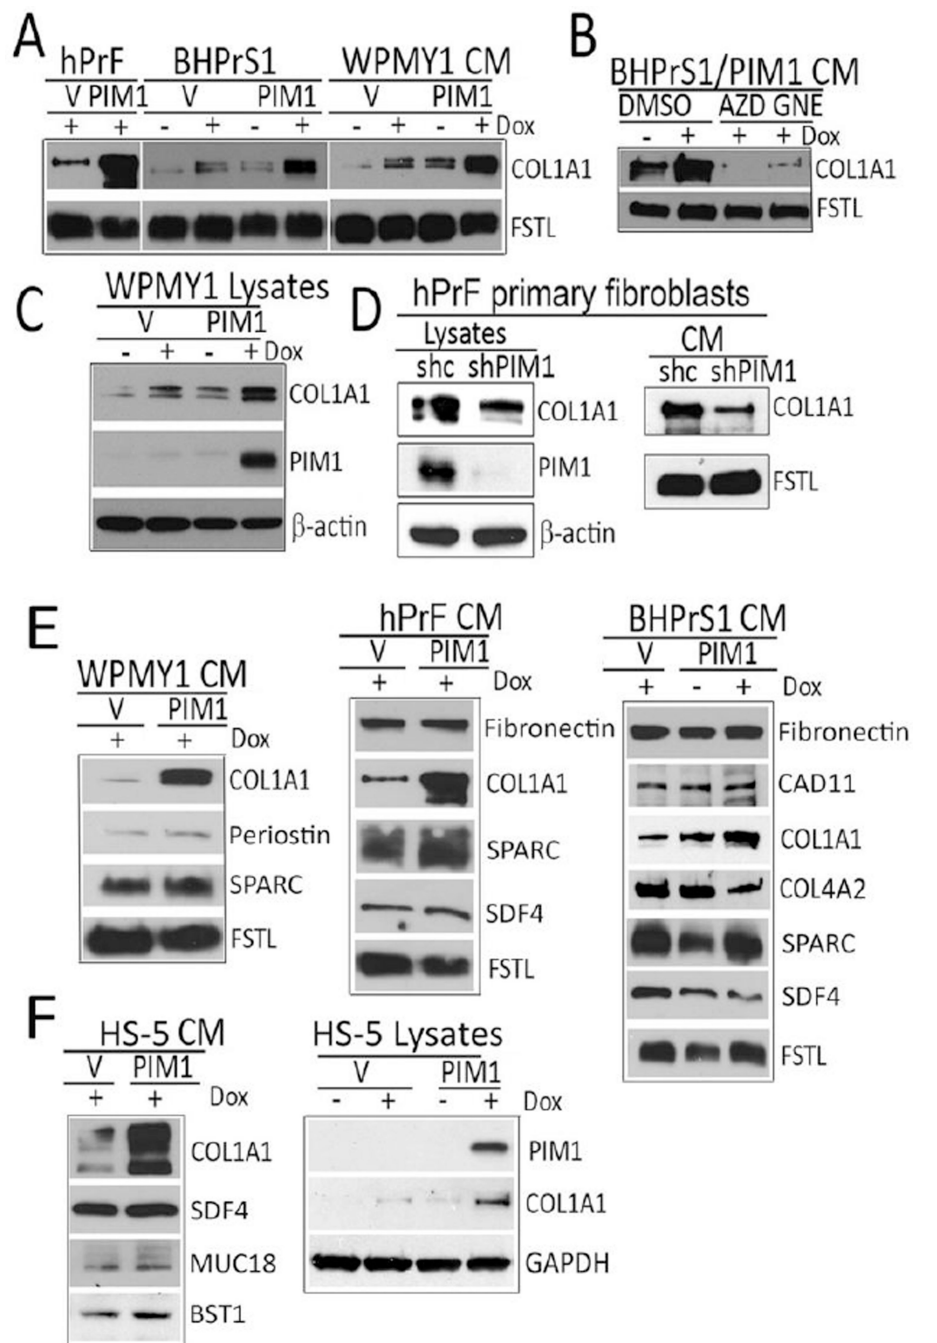 A
hPrF BHPrS1 WPMY1 CM
V PIM1 V PIM1 V PIM1
+ + - + - + - + - + Dox
COL1A1
FSTL
B
BHPrS1/PIM1 CM
DMSO AZD GNE
- + + + Dox
COL1A1
FSTL
C
WPMY1 Lysates
V PIM1
- + - + Dox
COL1A1
PIM1
β-actin
D
hPrF primary fibroblasts
Lysates
shc shPIM1
COL1A1
PIM1
β-actin
CM
shc shPIM1
COL1A1
FSTL
E
WPMY1 CM
V PIM1
+ + Dox
COL1A1
Periostin
SPARC
FSTL
hPrF CM
V PIM1
+ + Dox
Fibronectin
COL1A1
SPARC
SDF4
FSTL
BHPrS1 CM
V PIM1
+ - + Dox
Fibronectin
CAD11
COL1A1
COL4A2
SPARC
SDF4
FSTL
F
HS-5 CM
V PIM1
+ + Dox
COL1A1
SDF4
MUC18
BST1
HS-5 Lysates
V PIM1
- + - + Dox
PIM1
COL1A1
GAPDH